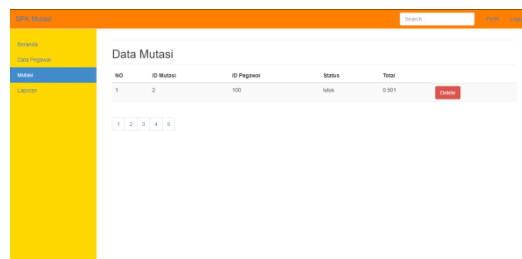 SPK Mutasi Search... Profil
Beranda
Data Pegawai
Mutasi
Laporan
Data Mutasi
NO ID Mutasi ID Pegawai Status Total
1 2 100 0.501 Delete
1 2 3 4 5